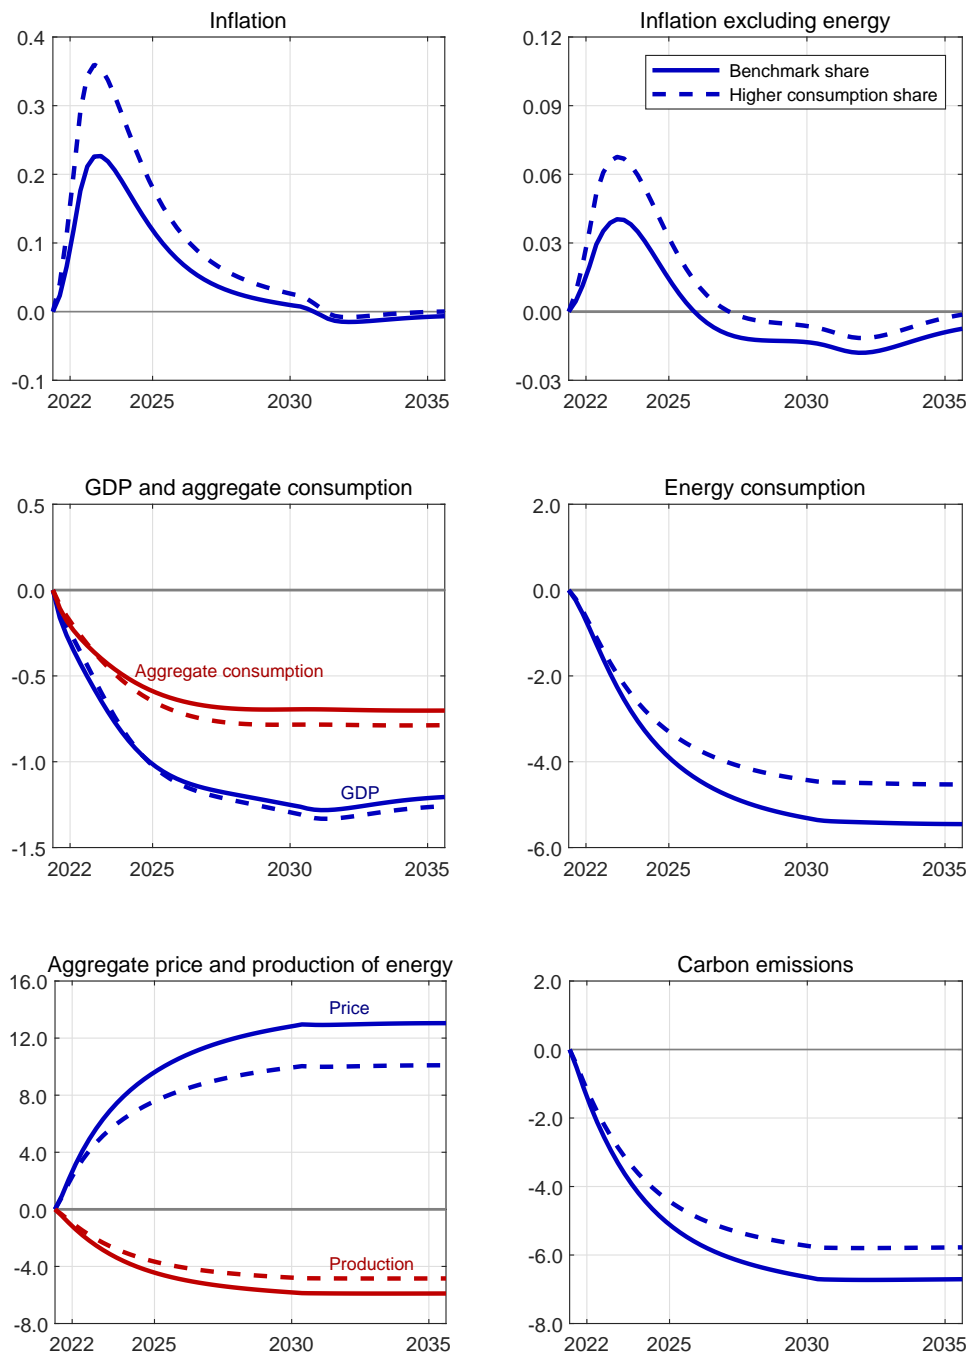 Inflation
0.4
0.3
0.2
0.1
0.0
-0.1
2022 2025 2030 2035
Inflation excluding energy
0.12
0.09
0.06
0.03
0.00
-0.03
Benchmark share
Higher consumption share
2022 2025 2030 2035
GDP and aggregate consumption
0.5
0.0
-0.5
-1.0
-1.5
Aggregate consumption
GDP
2022 2025 2030 2035
Energy consumption
2.0
0.0
-2.0
-4.0
-6.0
2022 2025 2030 2035
Aggregate price and production of energy
16.0
12.0
8.0
4.0
0.0
-4.0
-8.0
Price
Production
2022 2025 2030 2035
Carbon emissions
2.0
0.0
-2.0
-4.0
-6.0
-8.0
2022 2025 2030 2035